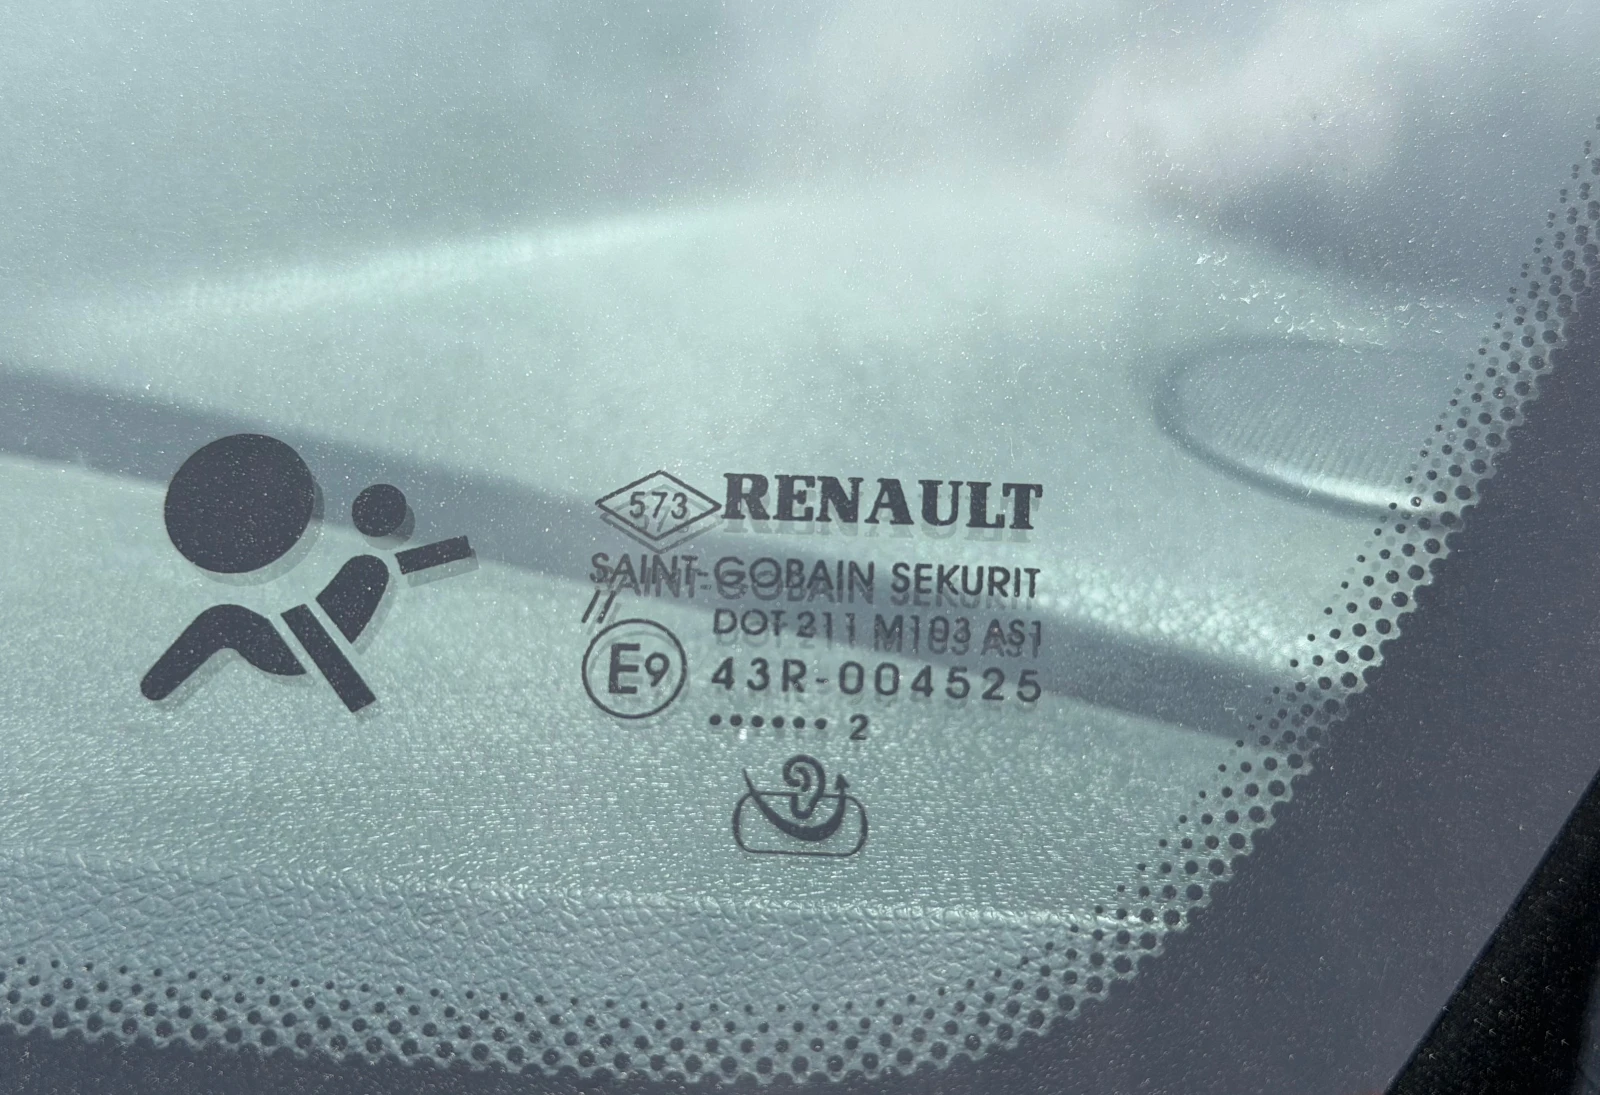 573 RENAULT
SAINT-GOBAIN SEKURIT
//
DOT 211 M103 AS1
E9 43R-004525
•••••• 2